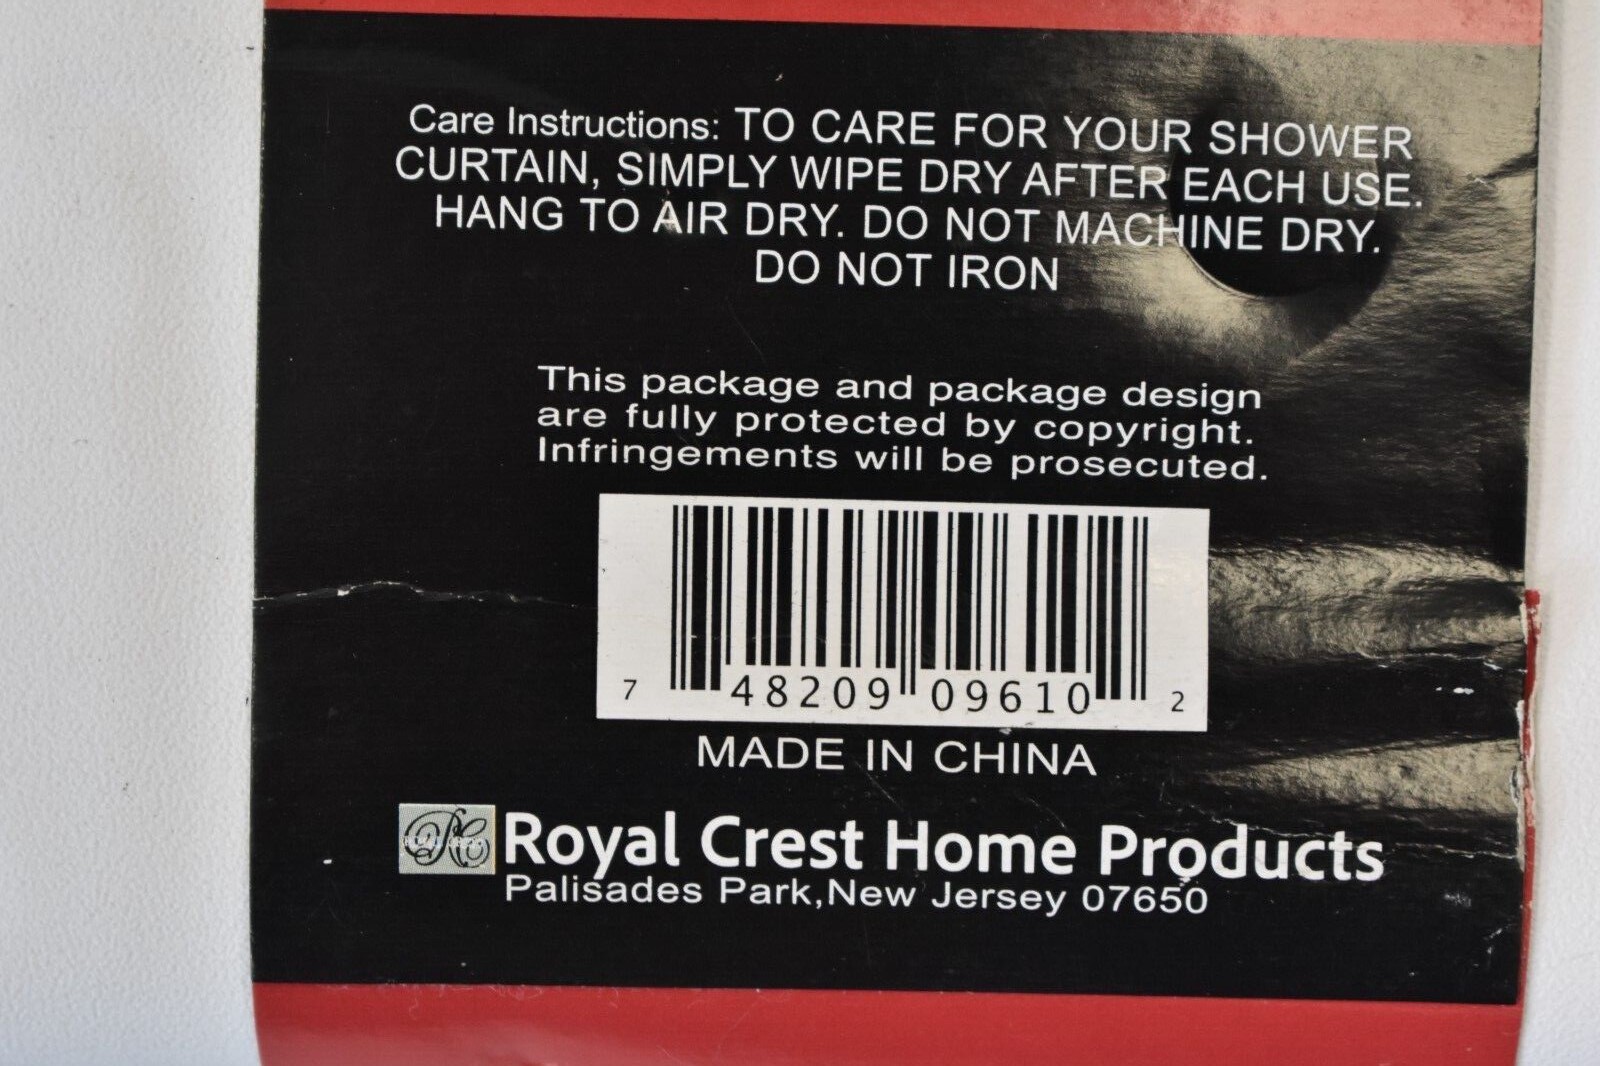 Care Instructions: TO CARE FOR YOUR SHOWER
CURTAIN, SIMPLY WIPE DRY AFTER EACH USE.
HANG TO AIR DRY. DO NOT MACHINE DRY.
DO NOT IRON
This package and package design
are fully protected by copyright.
Infringements will be prosecuted.
7 48209 09610 2
MADE IN CHINA
Royal Crest Home Products
Palisades Park,New Jersey 07650